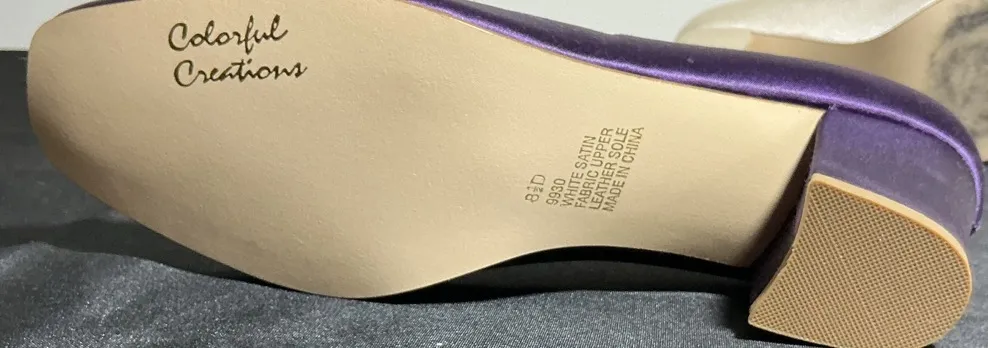 Colorful
Creations
8½D
9930
WHITE SATIN
FABRIC UPPER
LEATHER SOLE
MADE IN CHINA